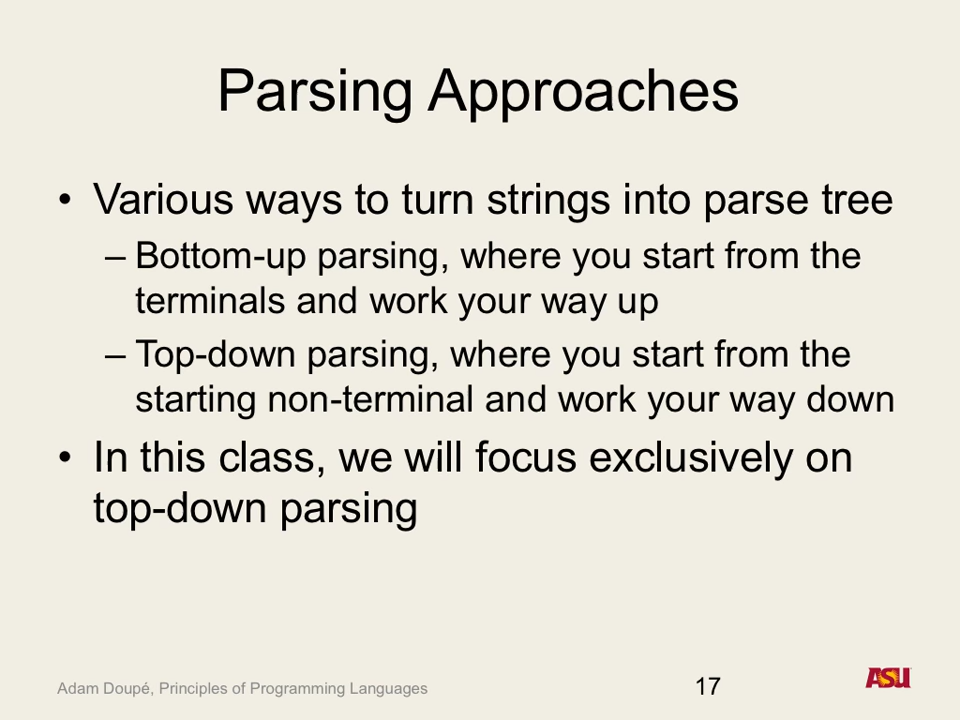 Parsing Approaches
• Various ways to turn strings into parse tree
– Bottom-up parsing, where you start from the
terminals and work your way up
– Top-down parsing, where you start from the
starting non-terminal and work your way down
• In this class, we will focus exclusively on
top-down parsing
Adam Doupé, Principles of Programming Languages
17
ASU